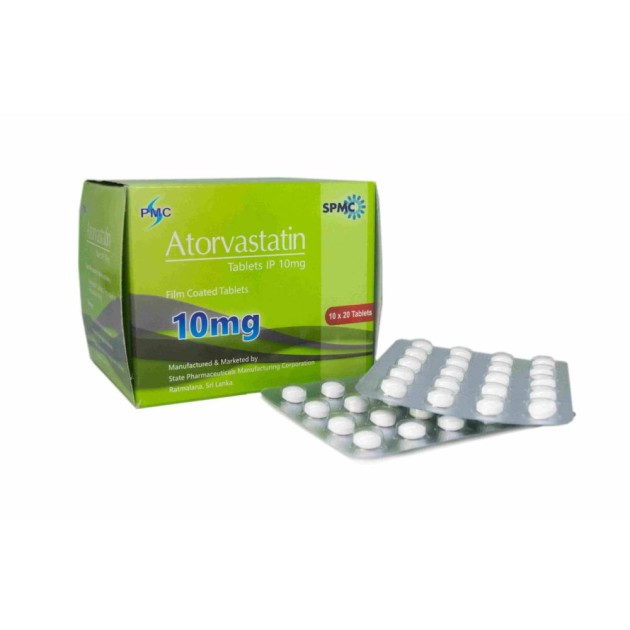 PMC
SPMC
Atorvastatin
Tablets IP 10mg
Film Coated Tablets
10mg
10 x 20 Tablets
Manufactured & Marketed by
State Pharmaceuticals Manufacturing Corporation
Ratmalana, Sri Lanka.
Atorvastatin